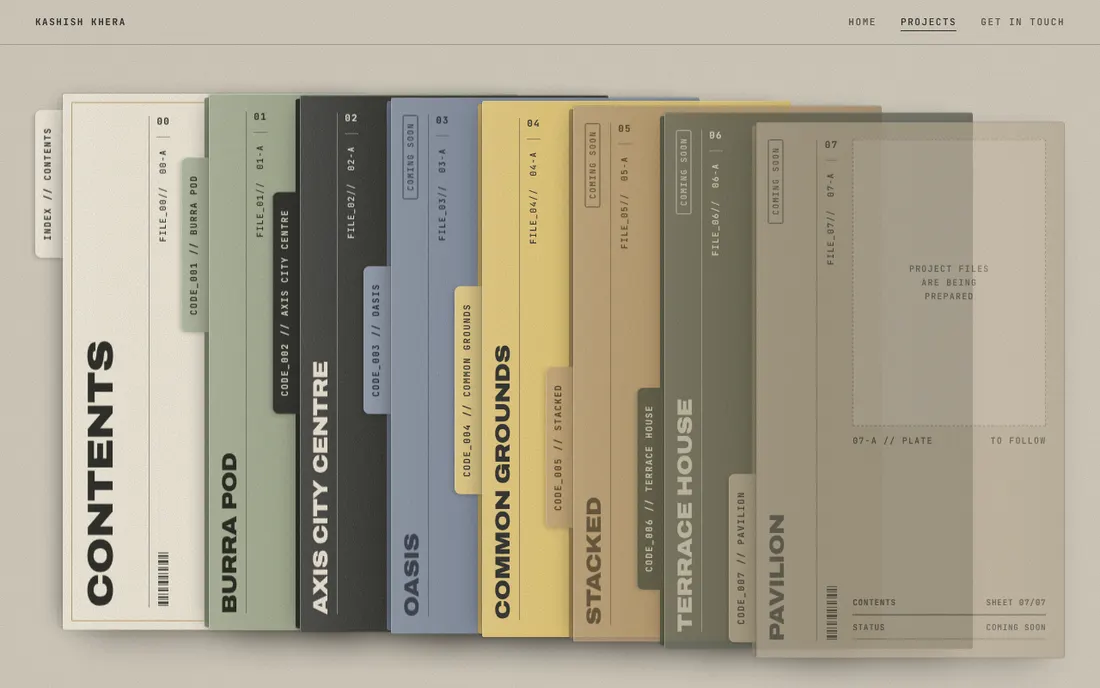 KASHISH KHERA
HOME
PROJECTS
GET IN TOUCH
INDEX // CONTENTS
00
FILE_00// 00-A
CONTENTS
CODE_001 // BURRA POD
01
FILE_01// 01-A
BURRA POD
CODE_002 // AXIS CITY CENTRE
02
FILE_02// 02-A
AXIS CITY CENTRE
CODE_003 // OASIS
COMING SOON
03
FILE_03// 03-A
OASIS
CODE_004 // COMMON GROUNDS
04
FILE_04// 04-A
COMMON GROUNDS
CODE_005 // STACKED
COMING SOON
05
FILE_05// 05-A
STACKED
CODE_006 // TERRACE HOUSE
COMING SOON
06
FILE_06// 06-A
TERRACE HOUSE
CODE_007 // PAVILION
COMING SOON
07
FILE_07// 07-A
PAVILION
PROJECT FILES
ARE BEING
PREPARED
07-A // PLATE
TO FOLLOW
CONTENTS
SHEET 07/07
STATUS
COMING SOON